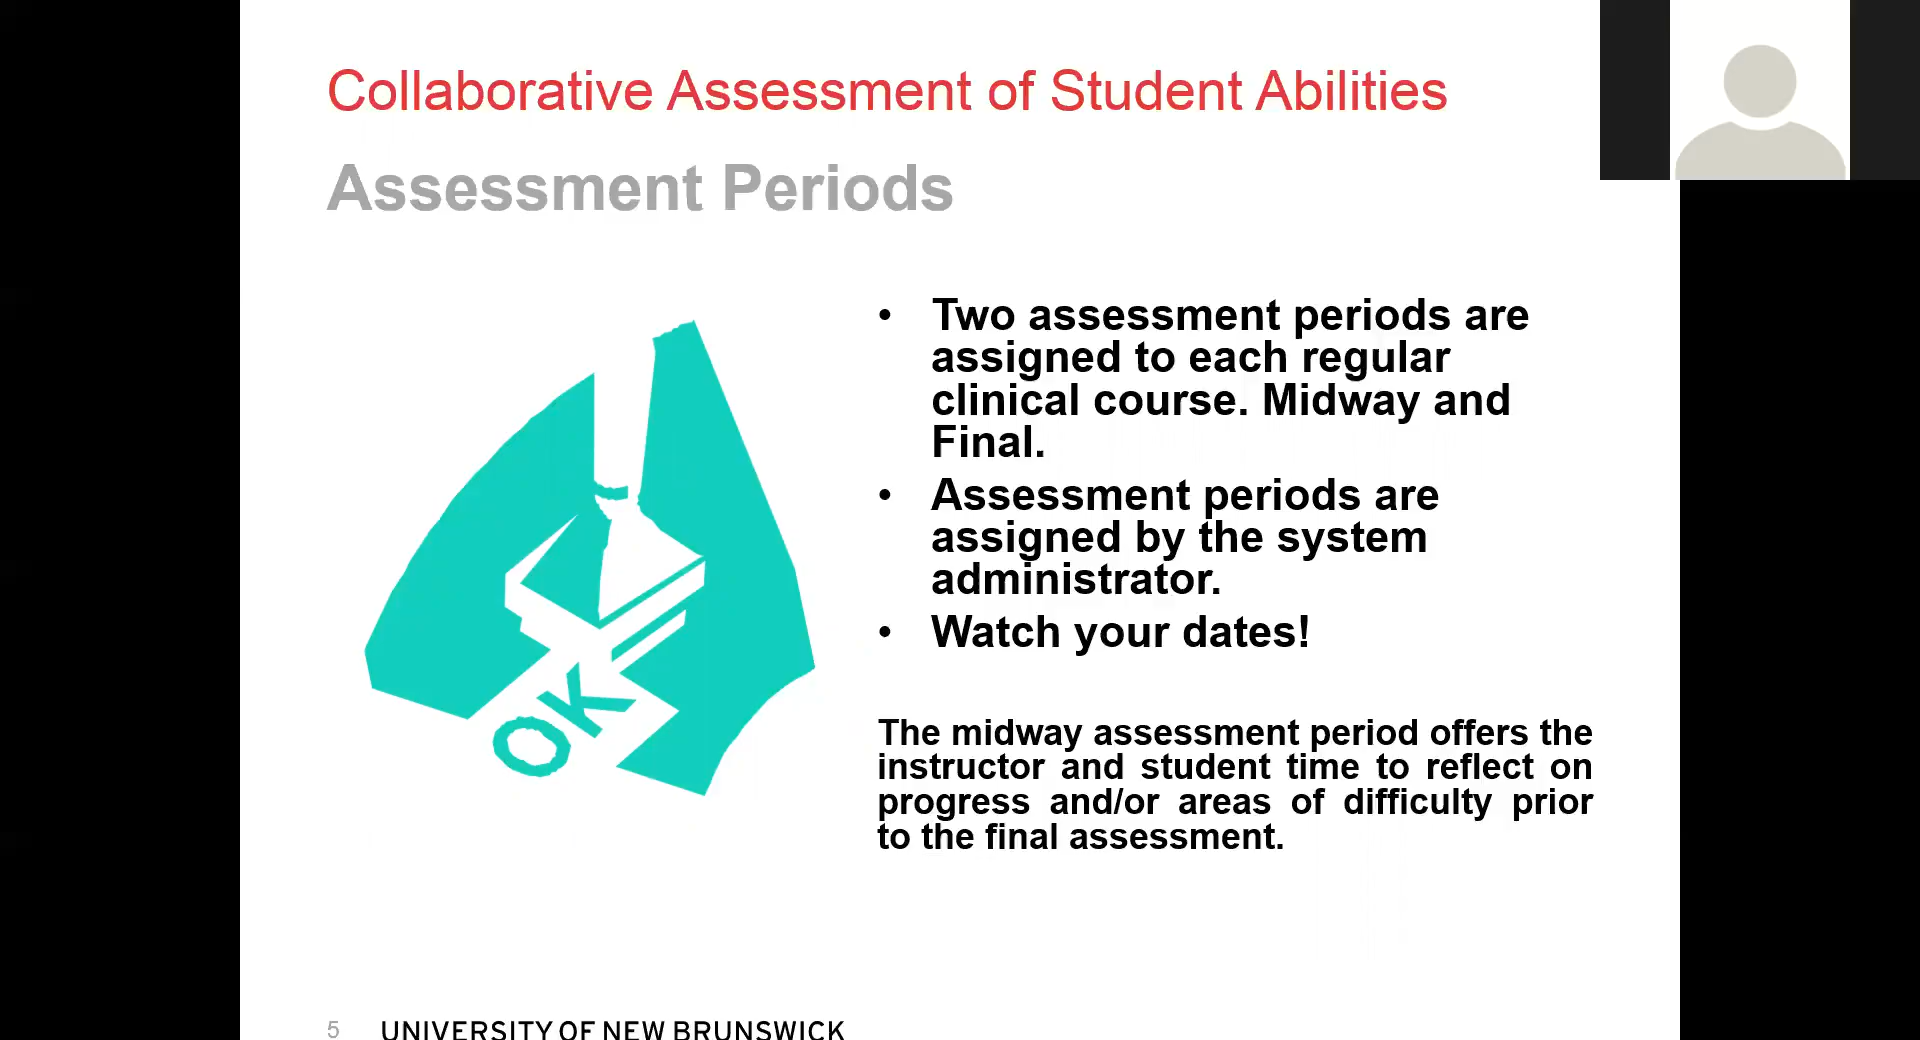 Collaborative Assessment of Student Abilities
Assessment Periods
• Two assessment periods are
assigned to each regular
clinical course. Midway and
Final.
• Assessment periods are
assigned by the system
administrator.
• Watch your dates!
The midway assessment period offers the
instructor and student time to reflect on
progress and/or areas of difficulty prior
to the final assessment.
OK
5 UNIVERSITY OF NEW BRUNSWICK